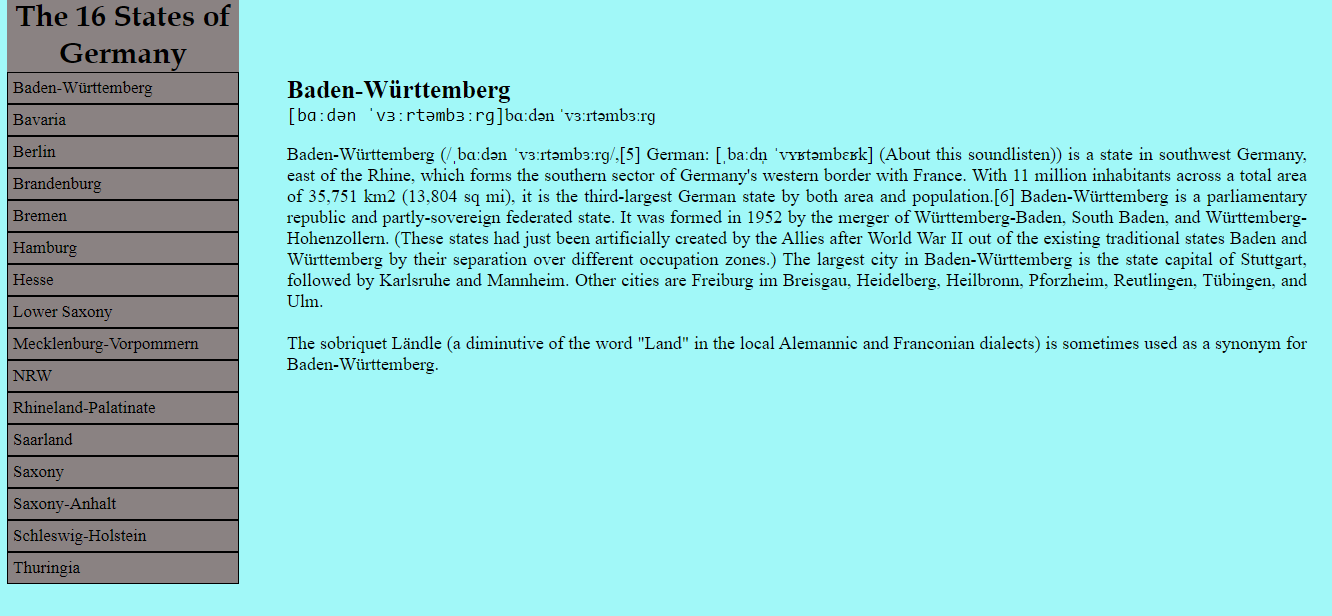 The 16 States of
Germany
Baden-Württemberg
Bavaria
Berlin
Brandenburg
Bremen
Hamburg
Hesse
Lower Saxony
Mecklenburg-Vorpommern
NRW
Rhineland-Palatinate
Saarland
Saxony
Saxony-Anhalt
Schleswig-Holstein
Thuringia
Baden-Württemberg
[bɑːdən ˈvɜːrtəmbɜːrɡ]bɑːdən ˈvɜːrtəmbɜːrɡ
Baden-Württemberg (/ˌbɑːdən ˈvɜːrtəmbɜːrɡ/,[5] German: [ˌbaːdn̩ ˈvʏʁtəmbɛʁk] (About this soundlisten)) is a state in southwest Germany,
east of the Rhine, which forms the southern sector of Germany's western border with France. With 11 million inhabitants across a total area
of 35,751 km2 (13,804 sq mi), it is the third-largest German state by both area and population.[6] Baden-Württemberg is a parliamentary
republic and partly-sovereign federated state. It was formed in 1952 by the merger of Württemberg-Baden, South Baden, and Württemberg-
Hohenzollern. (These states had just been artificially created by the Allies after World War II out of the existing traditional states Baden and
Württemberg by their separation over different occupation zones.) The largest city in Baden-Württemberg is the state capital of Stuttgart,
followed by Karlsruhe and Mannheim. Other cities are Freiburg im Breisgau, Heidelberg, Heilbronn, Pforzheim, Reutlingen, Tübingen, and
Ulm.
The sobriquet Ländle (a diminutive of the word "Land" in the local Alemannic and Franconian dialects) is sometimes used as a synonym for
Baden-Württemberg.